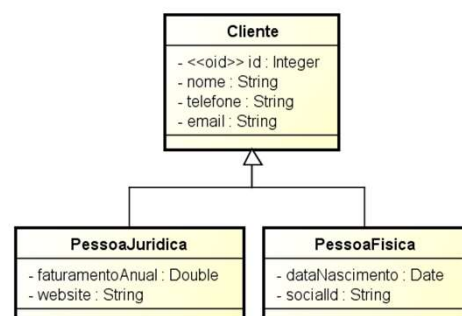 Cliente
- <<oid>> id : Integer
- nome : String
- telefone : String
- email : String
PessoaJuridica
- faturamentoAnual : Double
- website : String
PessoaFisica
- dataNascimento : Date
- socialId : String